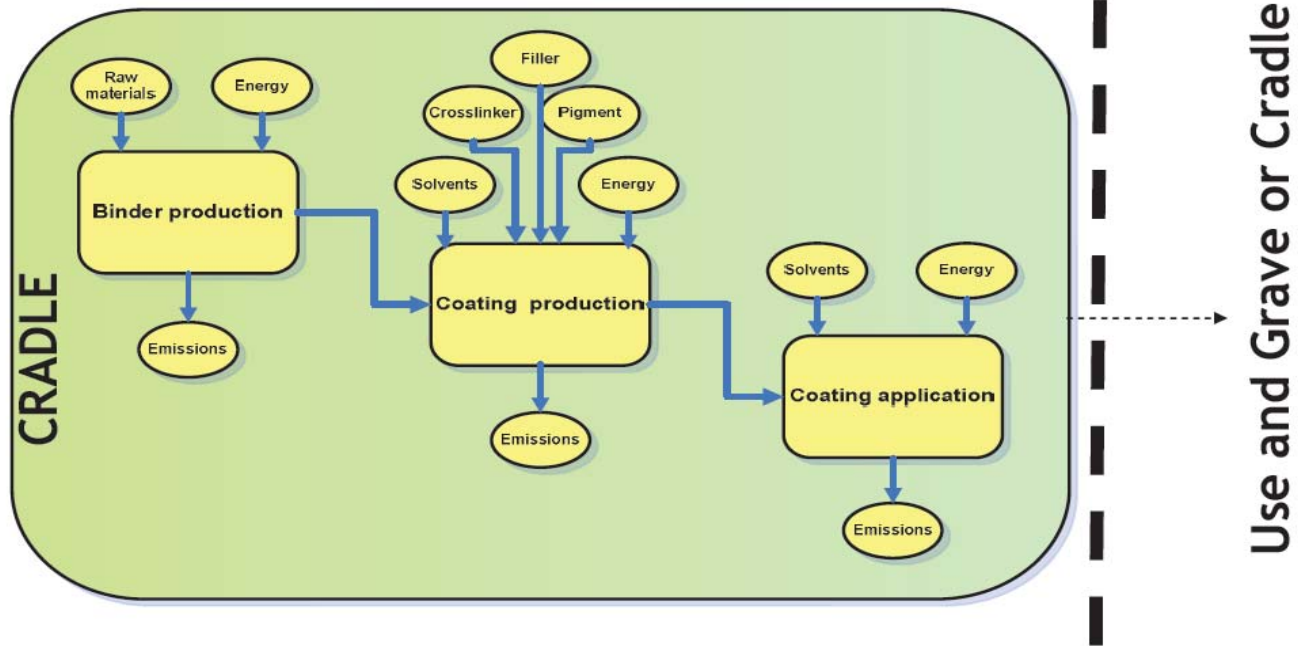 CRADLE
Raw
materials
Energy
Binder production
Emissions
Filler
Crosslinker
Pigment
Solvents
Energy
Coating production
Emissions
Solvents
Energy
Coating application
Emissions
Use and Grave or Cradle